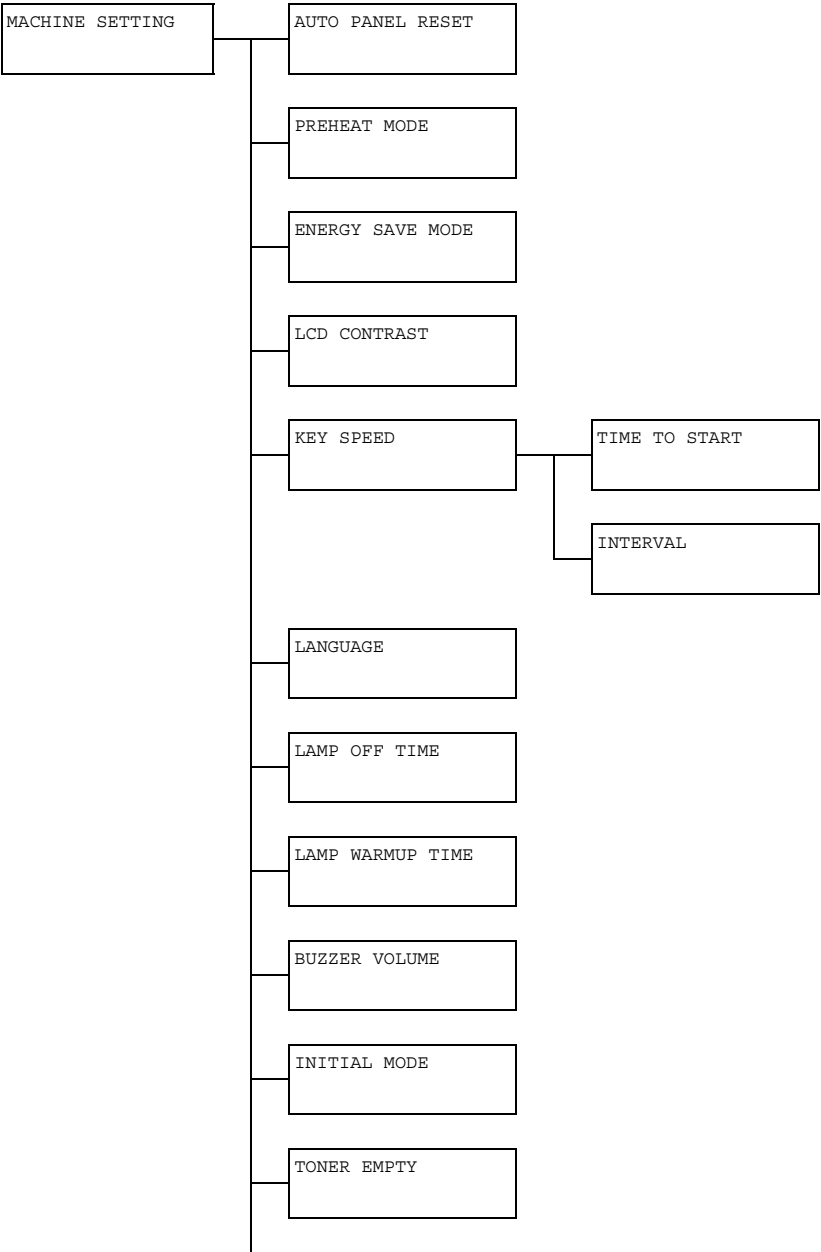 MACHINE SETTING
AUTO PANEL RESET
PREHEAT MODE
ENERGY SAVE MODE
LCD CONTRAST
KEY SPEED
TIME TO START
INTERVAL
LANGUAGE
LAMP OFF TIME
LAMP WARMUP TIME
BUZZER VOLUME
INITIAL MODE
TONER EMPTY